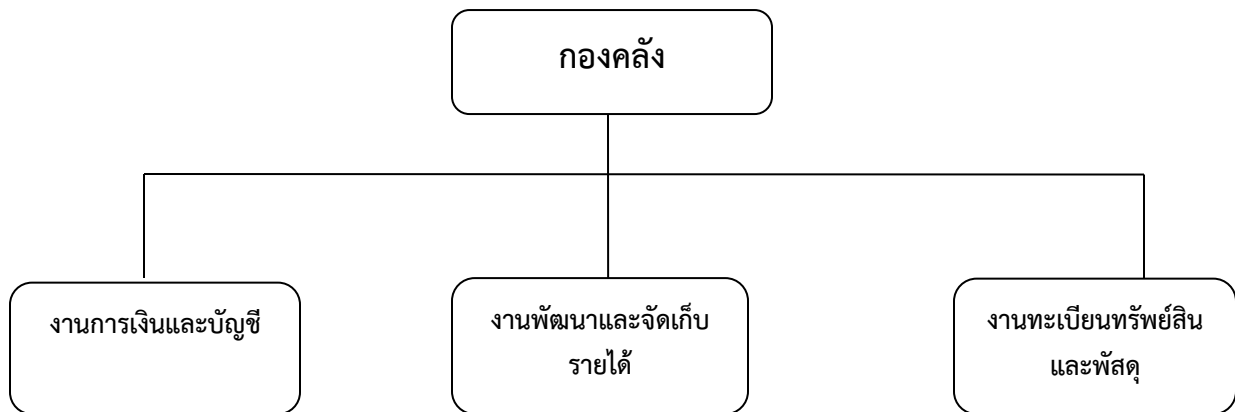 กองคลัง
งานการเงินและบัญชี
งานพัฒนาและจัดเก็บ
รายได้
งานทะเบียนทรัพย์สิน
และพัสดุ